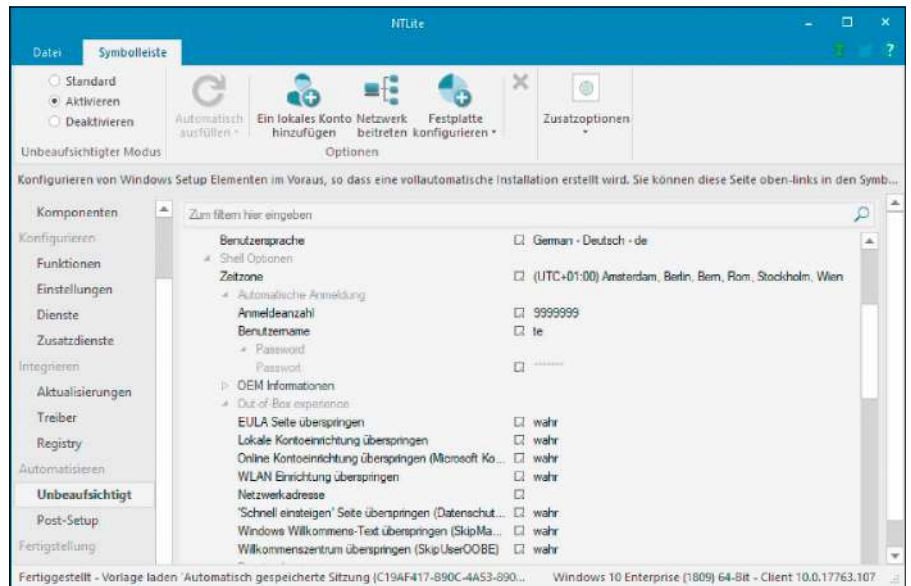 NTLite
Datei Symbolleiste ?
Standard
Aktivieren
Deaktivieren
Unbeaufsichtigter Modus
Automatisch ausfüllen
Ein lokales Konto hinzufügen
Netzwerk beitreten
Festplatte konfigurieren
Optionen
Zusatzoptionen
Konfigurieren von Windows Setup Elementen im Voraus, so dass eine vollautomatische Installation erstellt wird. Sie können diese Seite oben-links in den Symb...
Komponenten
Konfigurieren
Funktionen
Einstellungen
Dienste
Zusatzdienste
Integrieren
Aktualisierungen
Treiber
Registry
Automatisieren
Unbeaufsichtigt
Post-Setup
Fertigstellung
Zum filtern hier eingeben
Benutzersprache German - Deutsch - de
Shell Optionen
Zeitzone (UTC+01:00) Amsterdam, Berlin, Bern, Rom, Stockholm, Wien
Automatische Anmeldung
Anmeldeanzahl 9999999
Benutzername te
Password
Passwort *******
OEM Informationen
Out-of-Box experience
EULA Seite überspringen wahr
Lokale Kontoeinrichtung überspringen wahr
Online Kontoeinrichtung überspringen (Microsoft Ko... wahr
WLAN Einrichtung überspringen wahr
Netzwerkadresse
'Schnell einsteigen' Seite überspringen (Datenschut... wahr
Windows Willkommens-Text überspringen (SkipMa... wahr
Willkommenszentrum überspringen (SkipUserOOBE) wahr
Fertiggestellt - Vorlage laden 'Automatisch gespeicherte Sitzung (C19AF417-890C-4A53-890... Windows 10 Enterprise (1809) 64-Bit - Client 10.0.17763.107